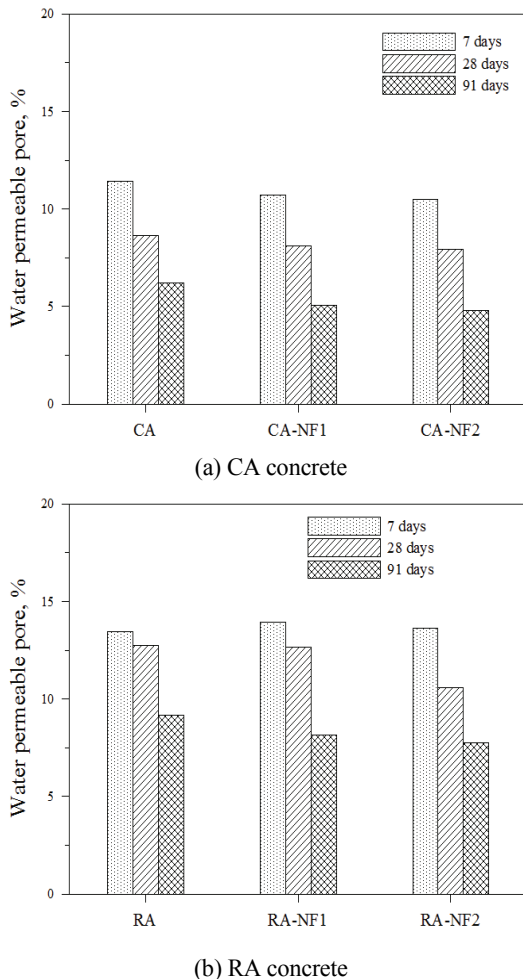 20
15
10
5
0
Water permeable pore, %
7 days
28 days
91 days
CA
CA-NF1
CA-NF2
(a) CA concrete
20
15
10
5
0
Water permeable pore, %
7 days
28 days
91 days
RA
RA-NF1
RA-NF2
(b) RA concrete